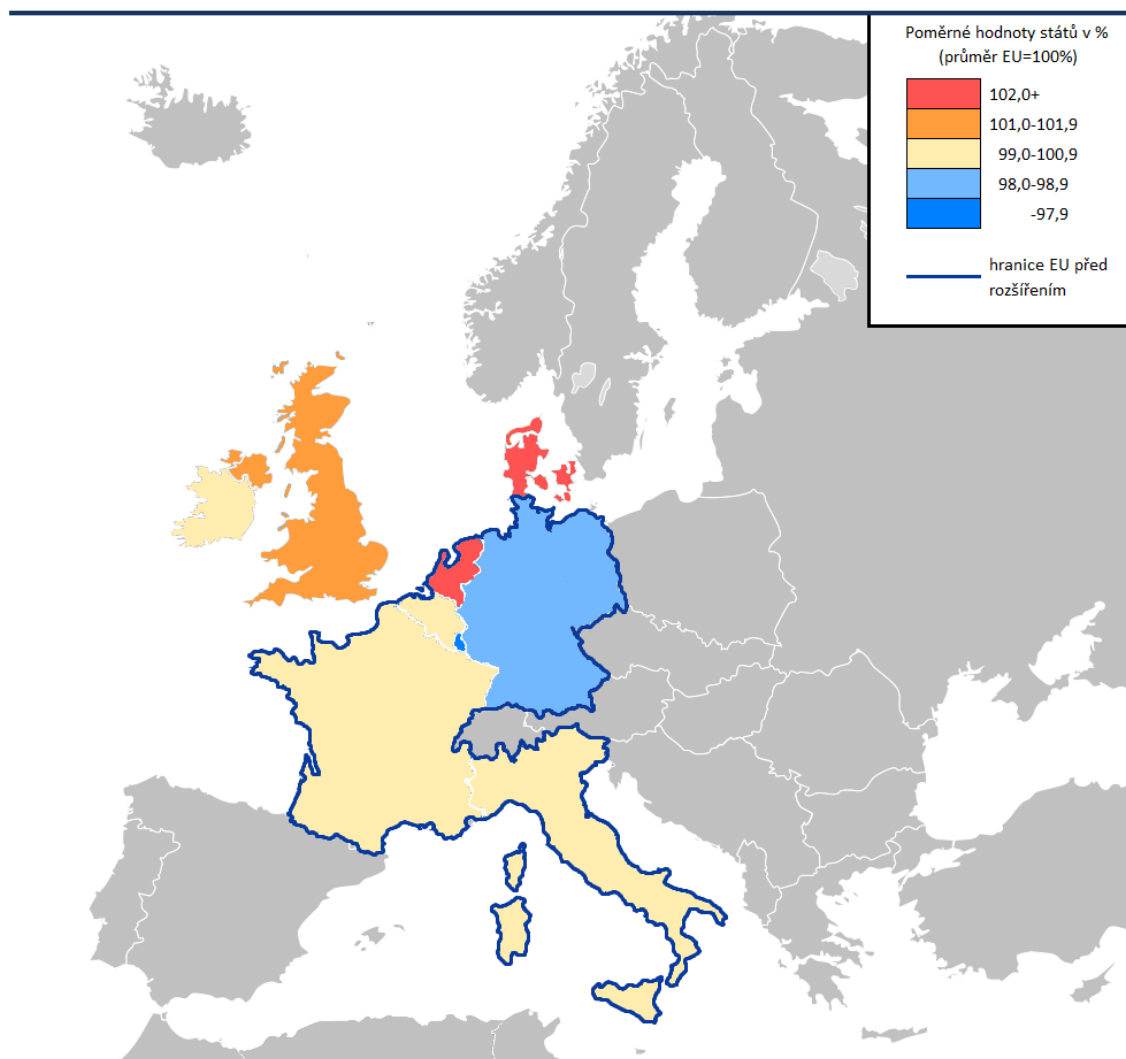 Poměrné hodnoty států v %
(průměr EU=100%)
102,0+
101,0-101,9
99,0-100,9
98,0-98,9
-97,9
hranice EU před
rozšířením